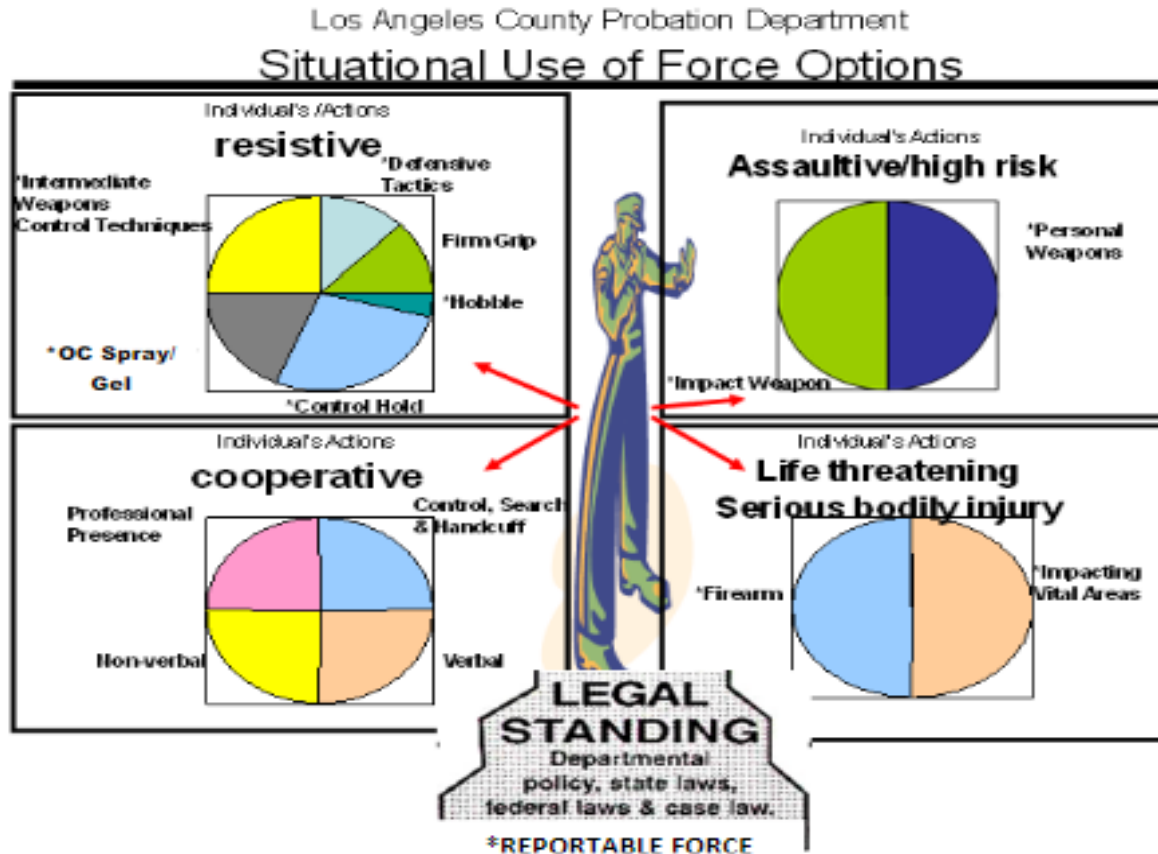 Los Angeles County Probation Department
Situational Use of Force Options
Individual's /Actions
resistive
*Defensive
Tactics
*Intermediate
Weapons
Control Techniques
Firm Grip
*Hobble
*OC Spray/
Gel
*Control Hold
Individual's Actions
Assaultive/high risk
*Personal
Weapons
*Impact Weapon
Individual's Actions
cooperative
Professional
Presence
Control, Search
& Handcuff
Non-verbal
Verbal
Individual's Actions
Life threatening
Serious bodily injury
*Firearm
*Impacting
Vital Areas
LEGAL
STANDING
Departmental
policy, state laws,
federal laws & case law.
*REPORTABLE FORCE